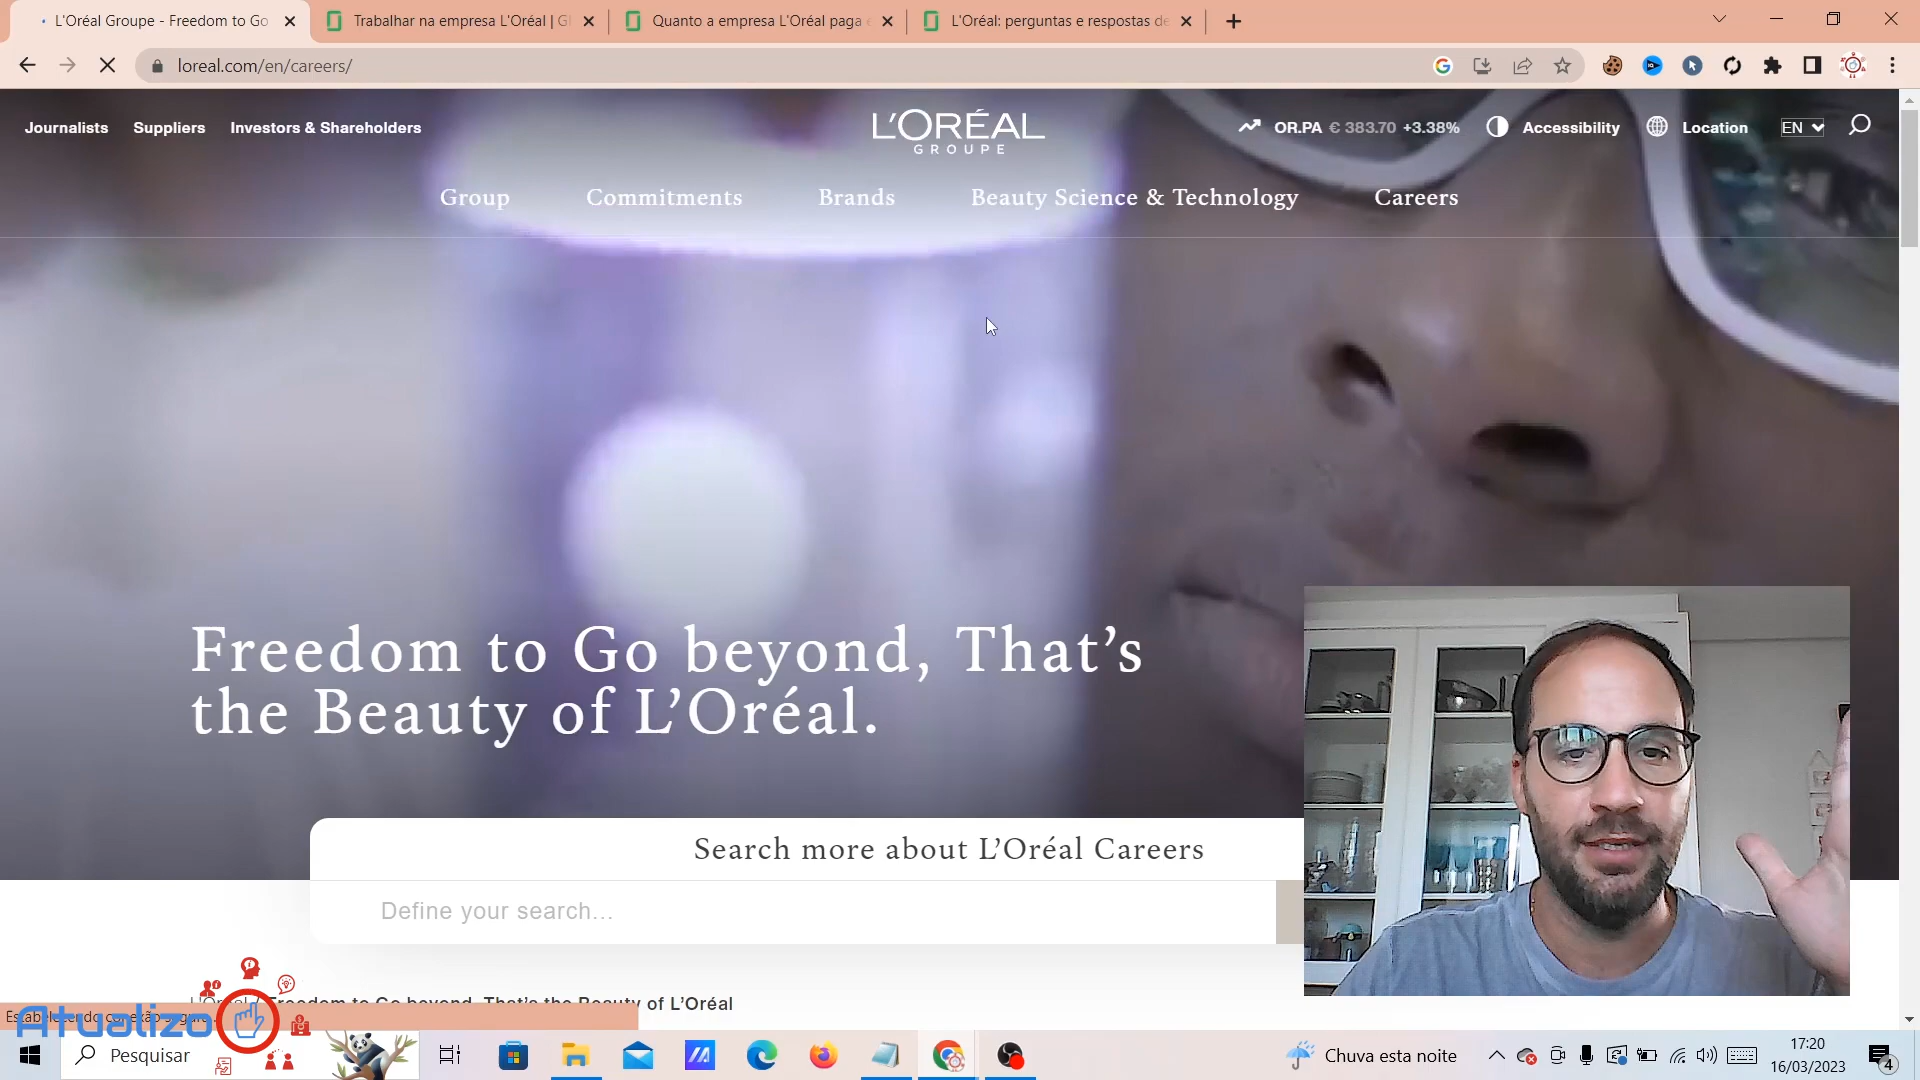 L'Oréal Groupe - Freedom to Go
Trabalhar na empresa L'Oréal | Gl
Quanto a empresa L'Oréal paga e
L'Oréal: perguntas e respostas de
loreal.com/en/careers/
Journalists
Suppliers
Investors & Shareholders
L'ORÉAL
GROUPE
OR.PA € 383.70 +3.38%
Accessibility
Location
EN
Group
Commitments
Brands
Beauty Science & Technology
Careers
Freedom to Go beyond, That's
the Beauty of L'Oréal.
Search more about L'Oréal Careers
Define your search...
Freedom to Go beyond, That's the Beauty of L'Oréal
Atualizo
Pesquisar
Chuva esta noite
17:20
16/03/2023
4